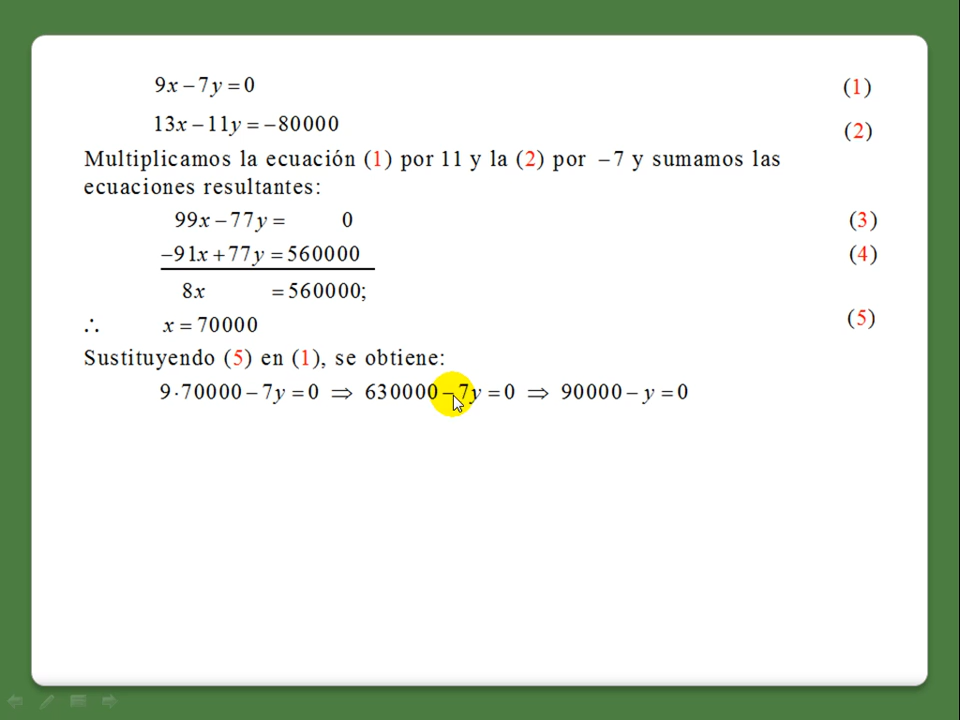 9x − 7y = 0 (1)
13x − 11y = −80000 (2)
Multiplicamos la ecuación (1) por 11 y la (2) por −7 y sumamos las
ecuaciones resultantes:
99x − 77y = 0 (3)
−91x + 77y = 560000 (4)
8x = 560000;
∴ x = 70000 (5)
Sustituyendo (5) en (1), se obtiene:
9·70000 − 7y = 0 ⇒ 630000 − 7y = 0 ⇒ 90000 − y = 0